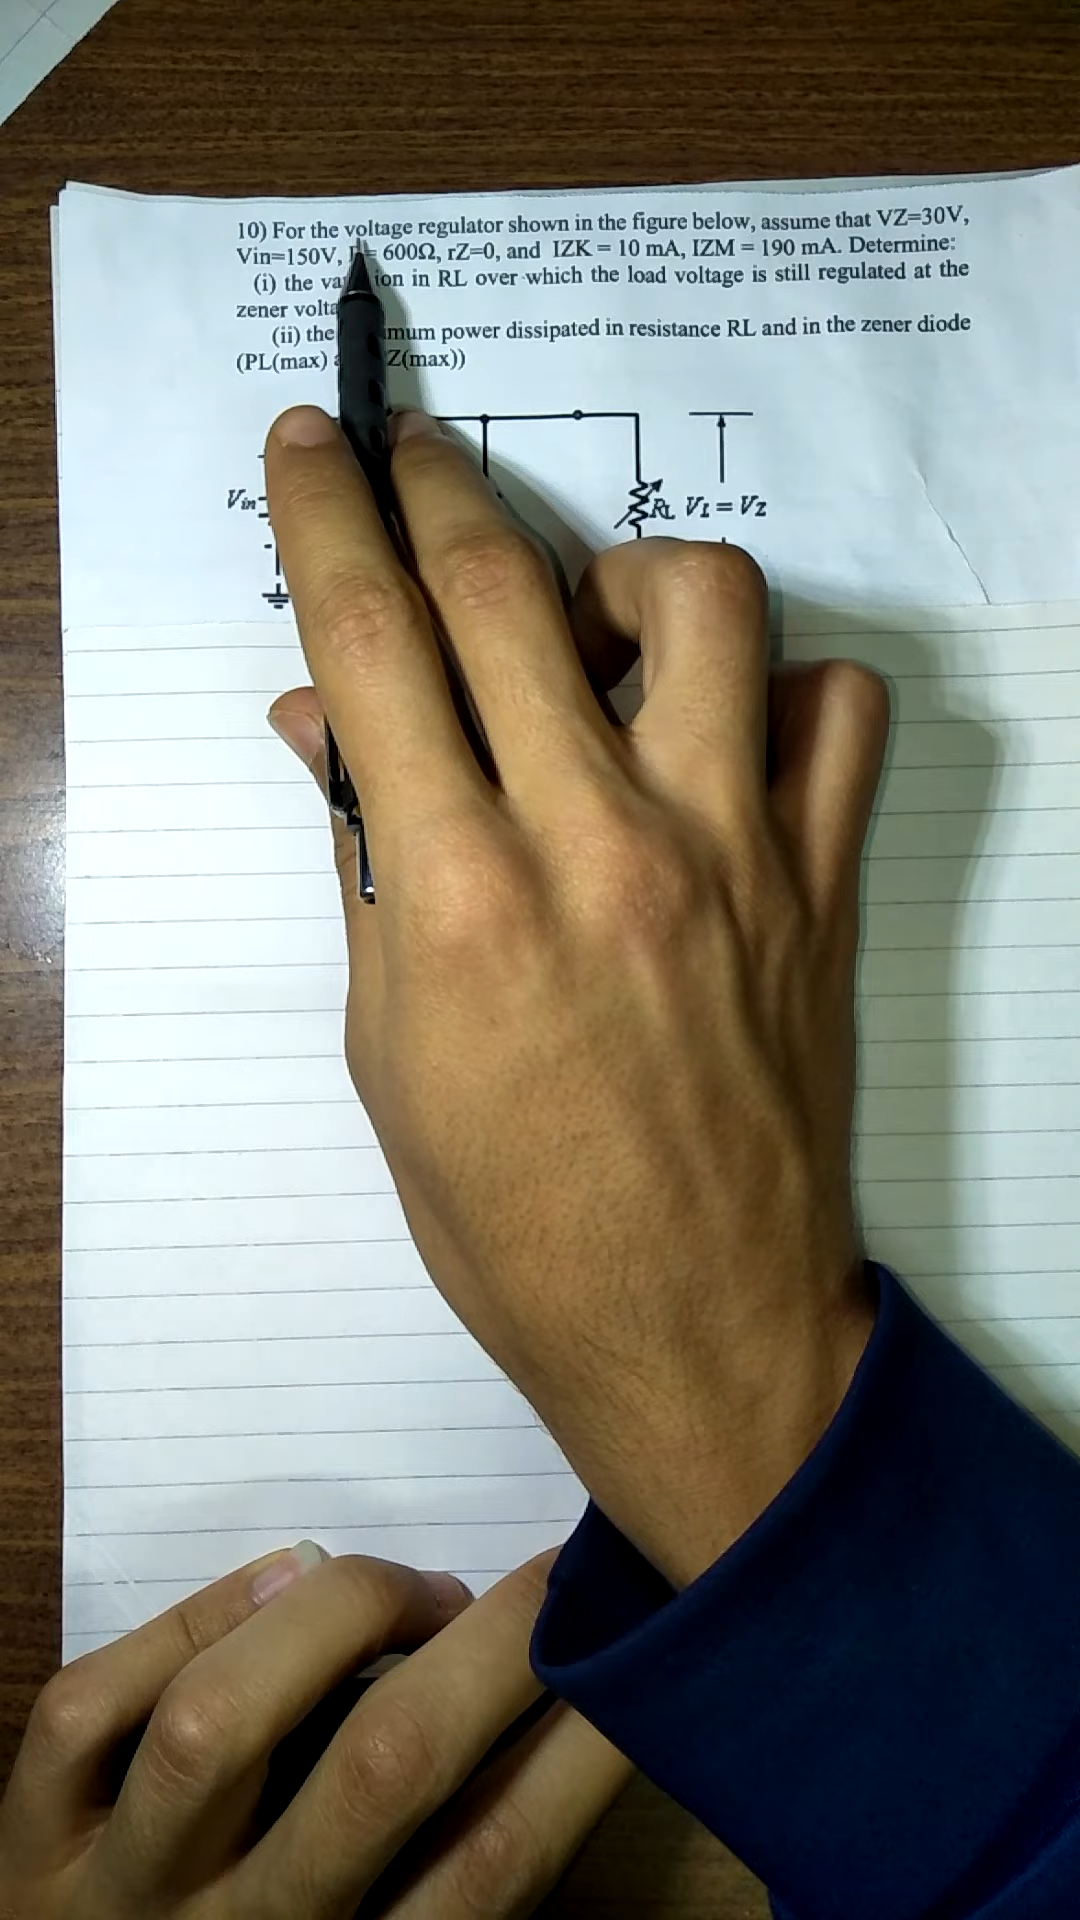 10) For the voltage regulator shown in the figure below, assume that VZ=30V,
Vin=150V, = 600Ω, rZ=0, and IZK = 10 mA, IZM = 190 mA. Determine:
(i) the in RL over which the load voltage is still regulated at the
zener
(ii) the power dissipated in resistance RL and in the zener diode
(PL(max) Z(max))
Vin
RL VL = VZ